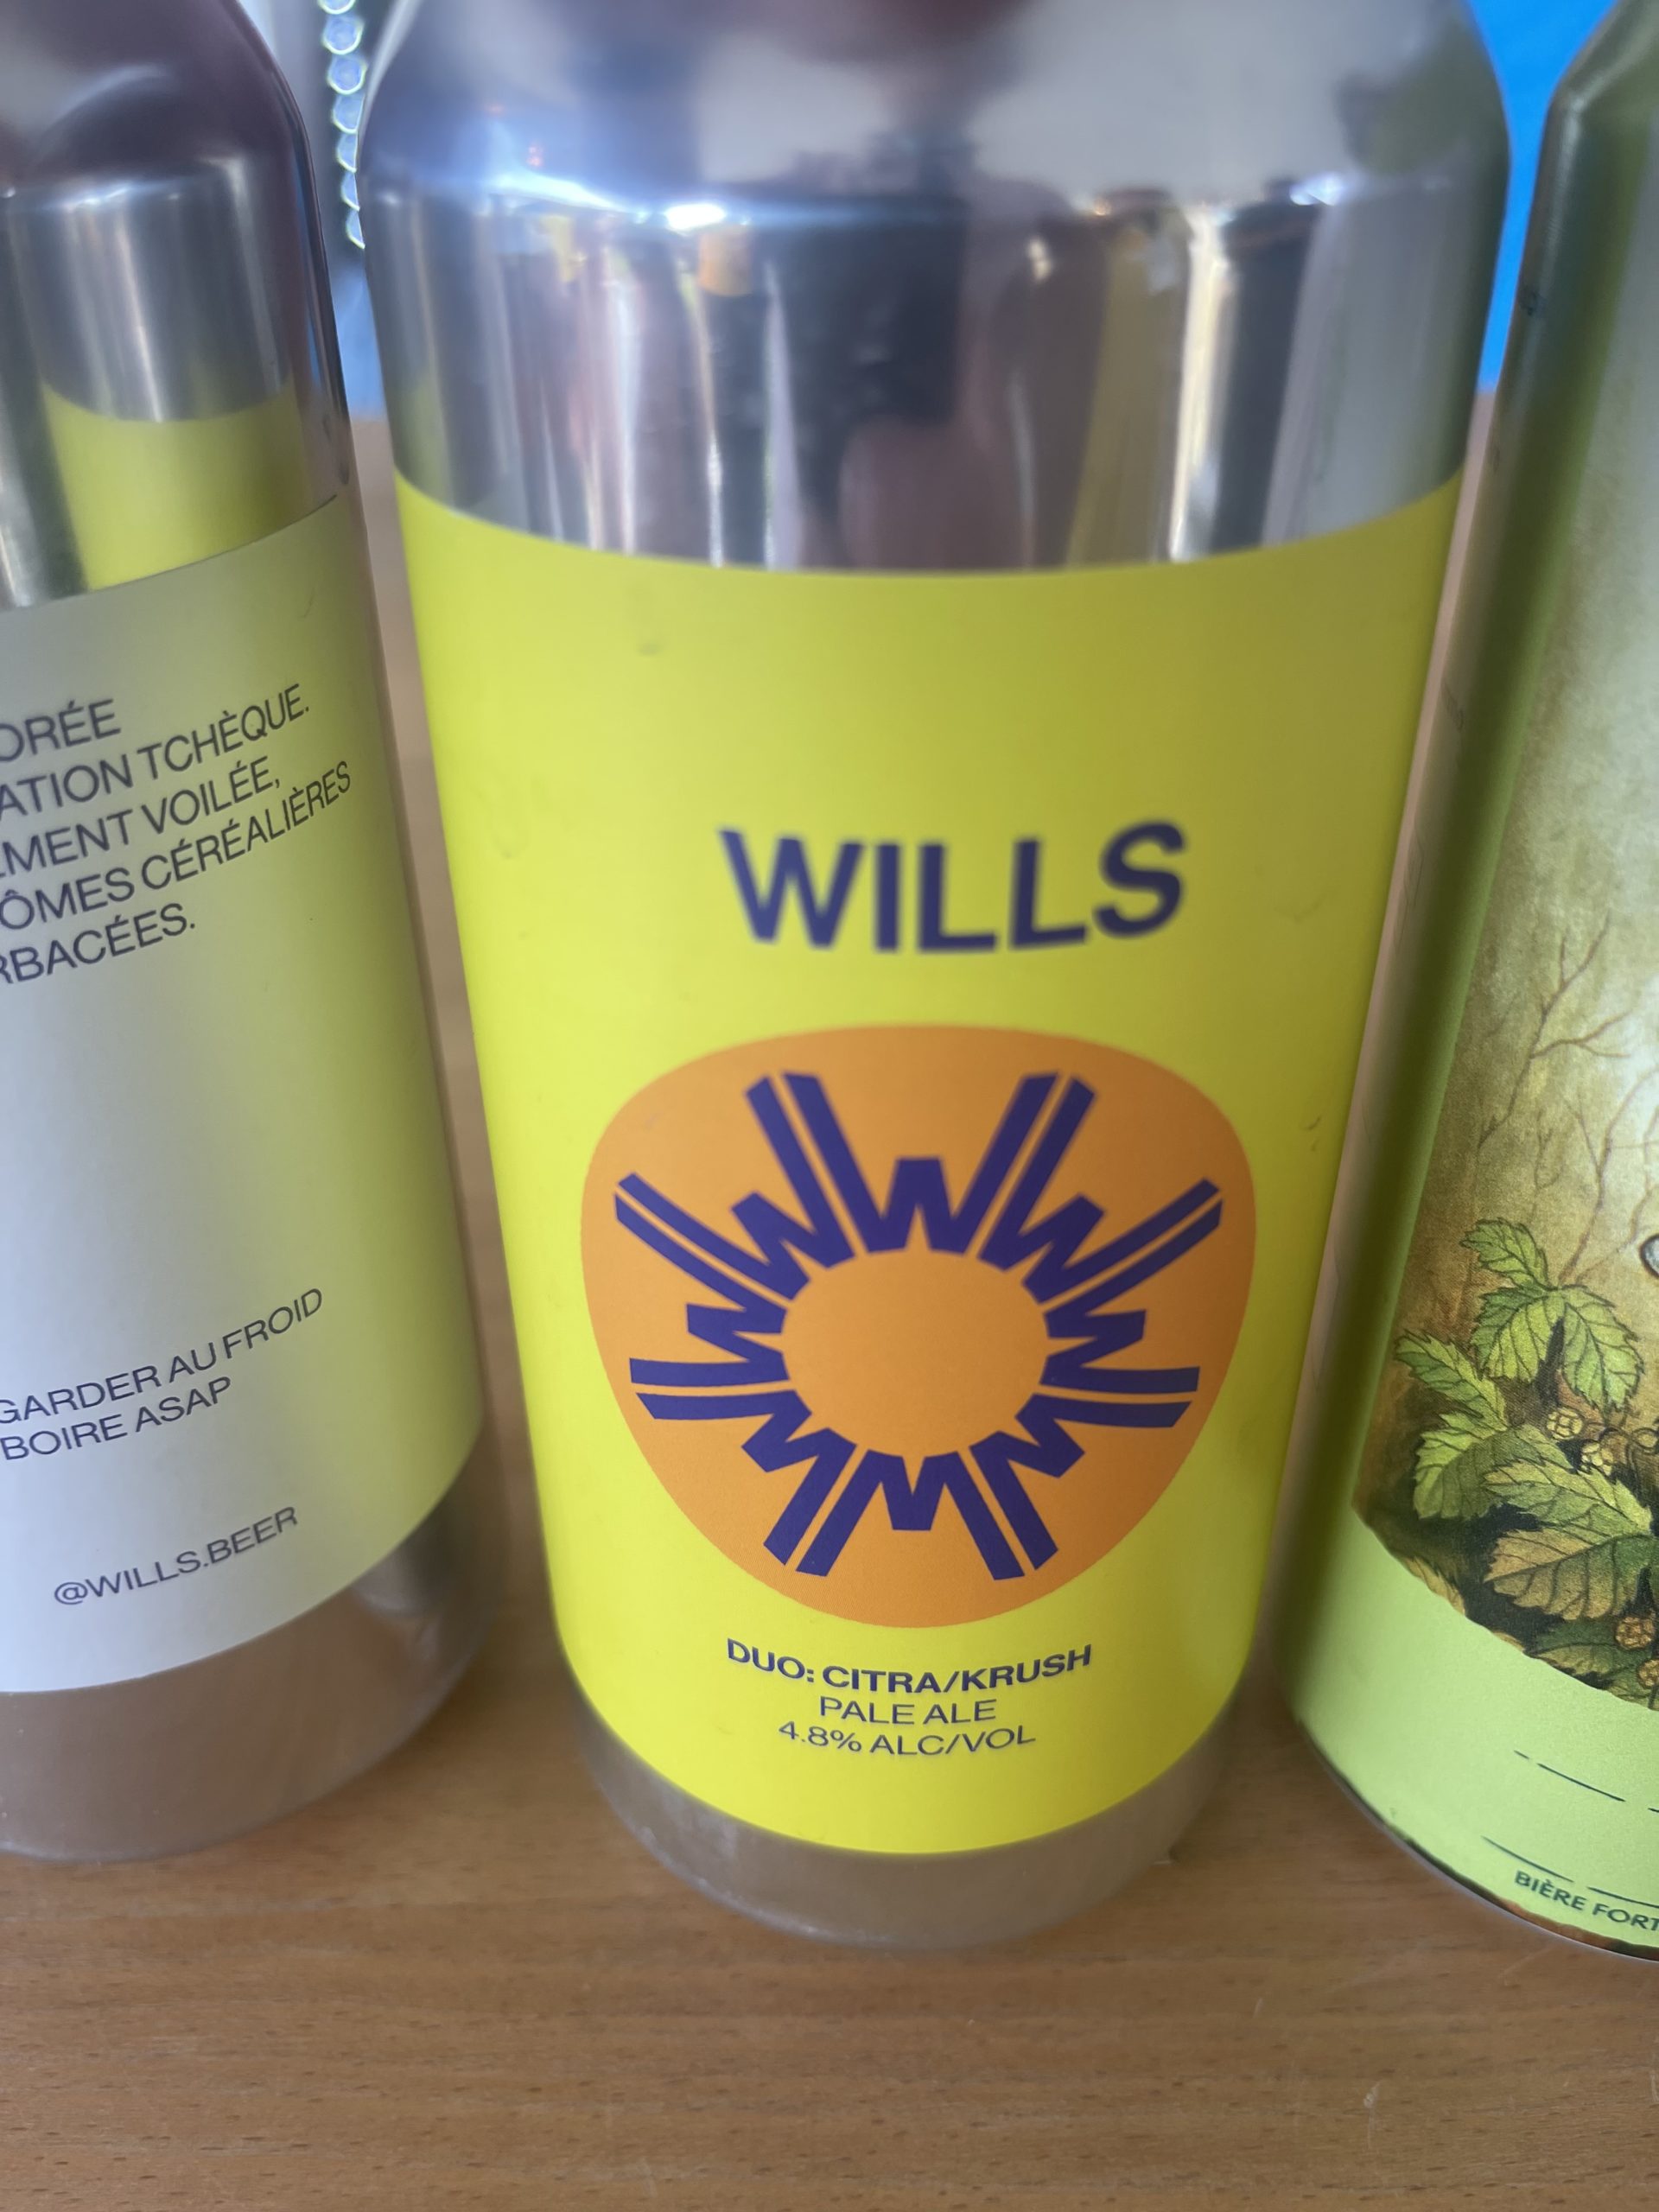 ORÉE
ATION TCHÈQUE.
MENT VOILÉE,
ÔMES CÉRÉALIÈRES
RBACÉES.
GARDER AU FROID
BOIRE ASAP
@WILLS.BEER
WILLS
DUO: CITRA/KRUSH
PALE ALE
4.8% ALC/VOL
BIÈRE FORT